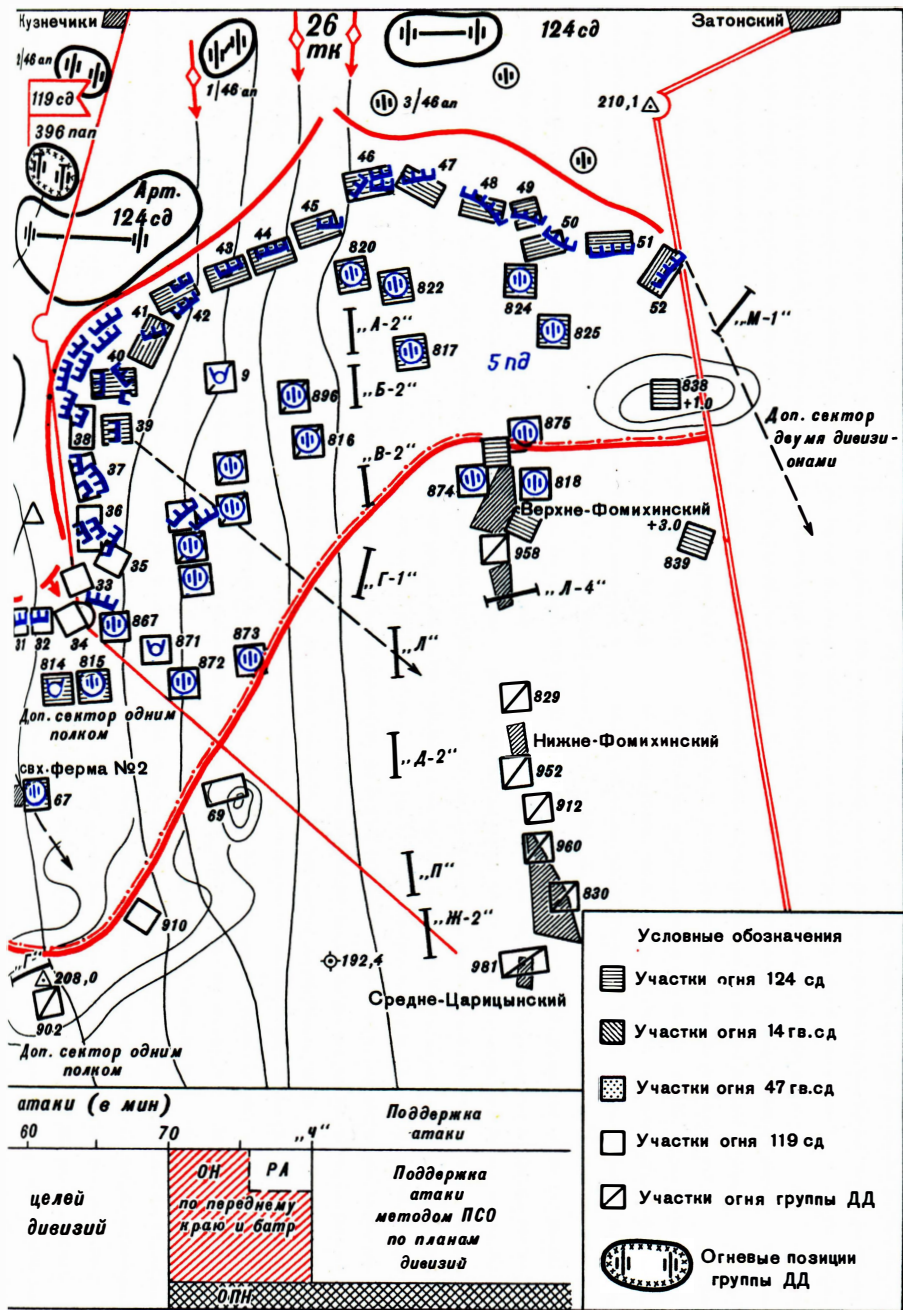 Кузнечики
26
тк
124 сд
Затонский
1/46 ап
3/46 ап
210,1
119 сд
396 пап
Арт.
124 сд
46
47
48
49
50
51
52
45
44
43
42
41
40
39
38
37
36
35
33
34
31
32
820
822
824
825
817
„А-2“
„М-1“
5 пд
9
896
„Б-2“
838
+1.0
816
875
Доп. сектор
двумя дивизи-
онами
„В-2“
874
818
Верхне-Фомихинский
+3.0
839
958
„Г-1“
„Л-4“
867
871
872
873
„Л“
814
815
829
Доп. сектор одним
полком
Нижне-Фомихинский
„Д-2“
952
свх. ферма №2
67
69
912
960
„П“
830
910
„Ж-2“
„Г“
208,0
192,4
981
Средне-Царицынский
902
Доп. сектор одним
полком
Условные обозначения
Участки огня 124 сд
Участки огня 14 гв.сд
Участки огня 47 гв.сд
Участки огня 119 сд
Участки огня группы ДД
Огневые позиции
группы ДД
атаки (в мин)
Поддержка
атаки
60
70
„Ч“
целей
дивизий
ОН
РА
по переднему
краю и батр
Поддержка
атаки
методом ПСО
по планам
дивизий
ОПН